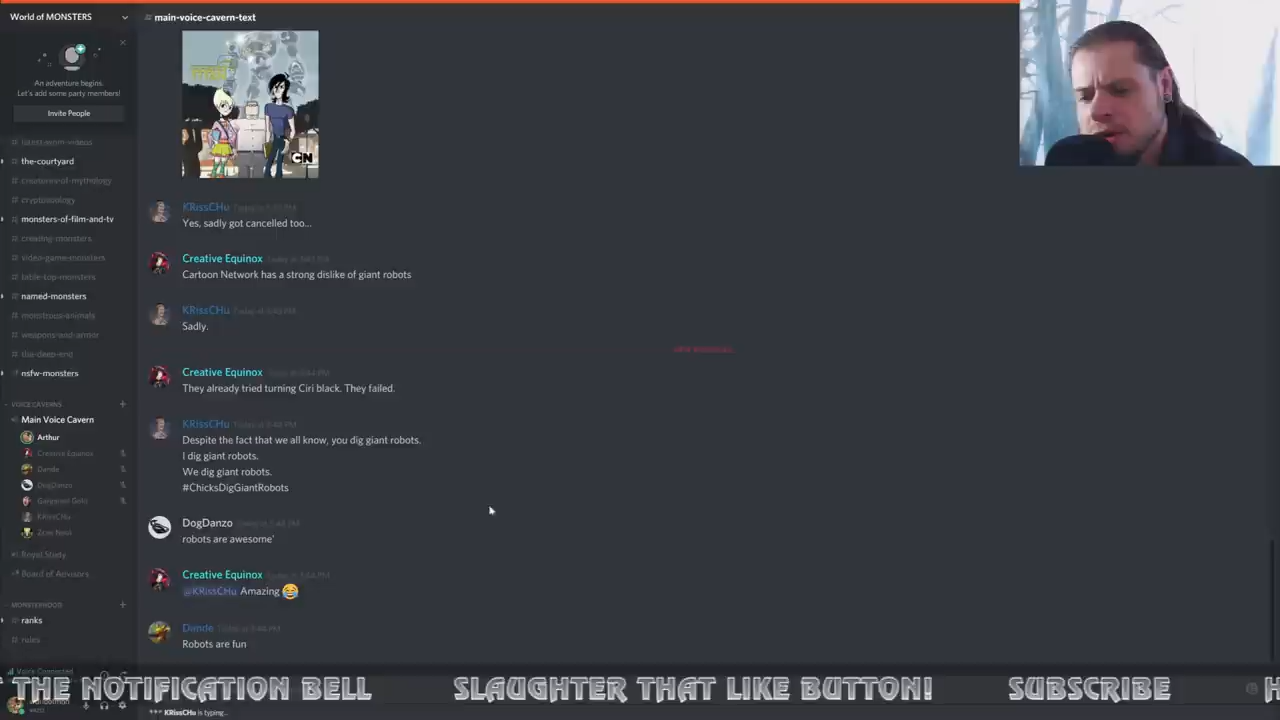 World of MONSTERS
# main-voice-cavern-text
An adventure begins.
Let's add some party members!
Invite People
latest-wom-videos
the-courtyard
creatures-of-mythology
cryptozoology
monsters-of-film-and-tv
creating-monsters
video-game-monsters
table-top-monsters
named-monsters
monstrous-animals
weapons-and-armor
the-deep-end
nsfw-monsters
VOICE CAVERNS
Main Voice Cavern
Arthur
Creative Equinox
Dande
DogDanzo
KRissCHu
Royal Study
Board of Advisors
MONSTERHOOD
ranks
rules
Voice Connected
CN
KRissCHu
Yes, sadly got cancelled too...
Creative Equinox
Cartoon Network has a strong dislike of giant robots
KRissCHu
Sadly.
Creative Equinox
They already tried turning Ciri black. They failed.
KRissCHu
Despite the fact that we all know, you dig giant robots.
I dig giant robots.
We dig giant robots.
#ChicksDigGiantRobots
DogDanzo
robots are awesome'
Creative Equinox
@KRissCHu Amazing 😂
Dande
Robots are fun
THE NOTIFICATION BELL SLAUGHTER THAT LIKE BUTTON! SUBSCRIBE H
KRissCHu is typing...